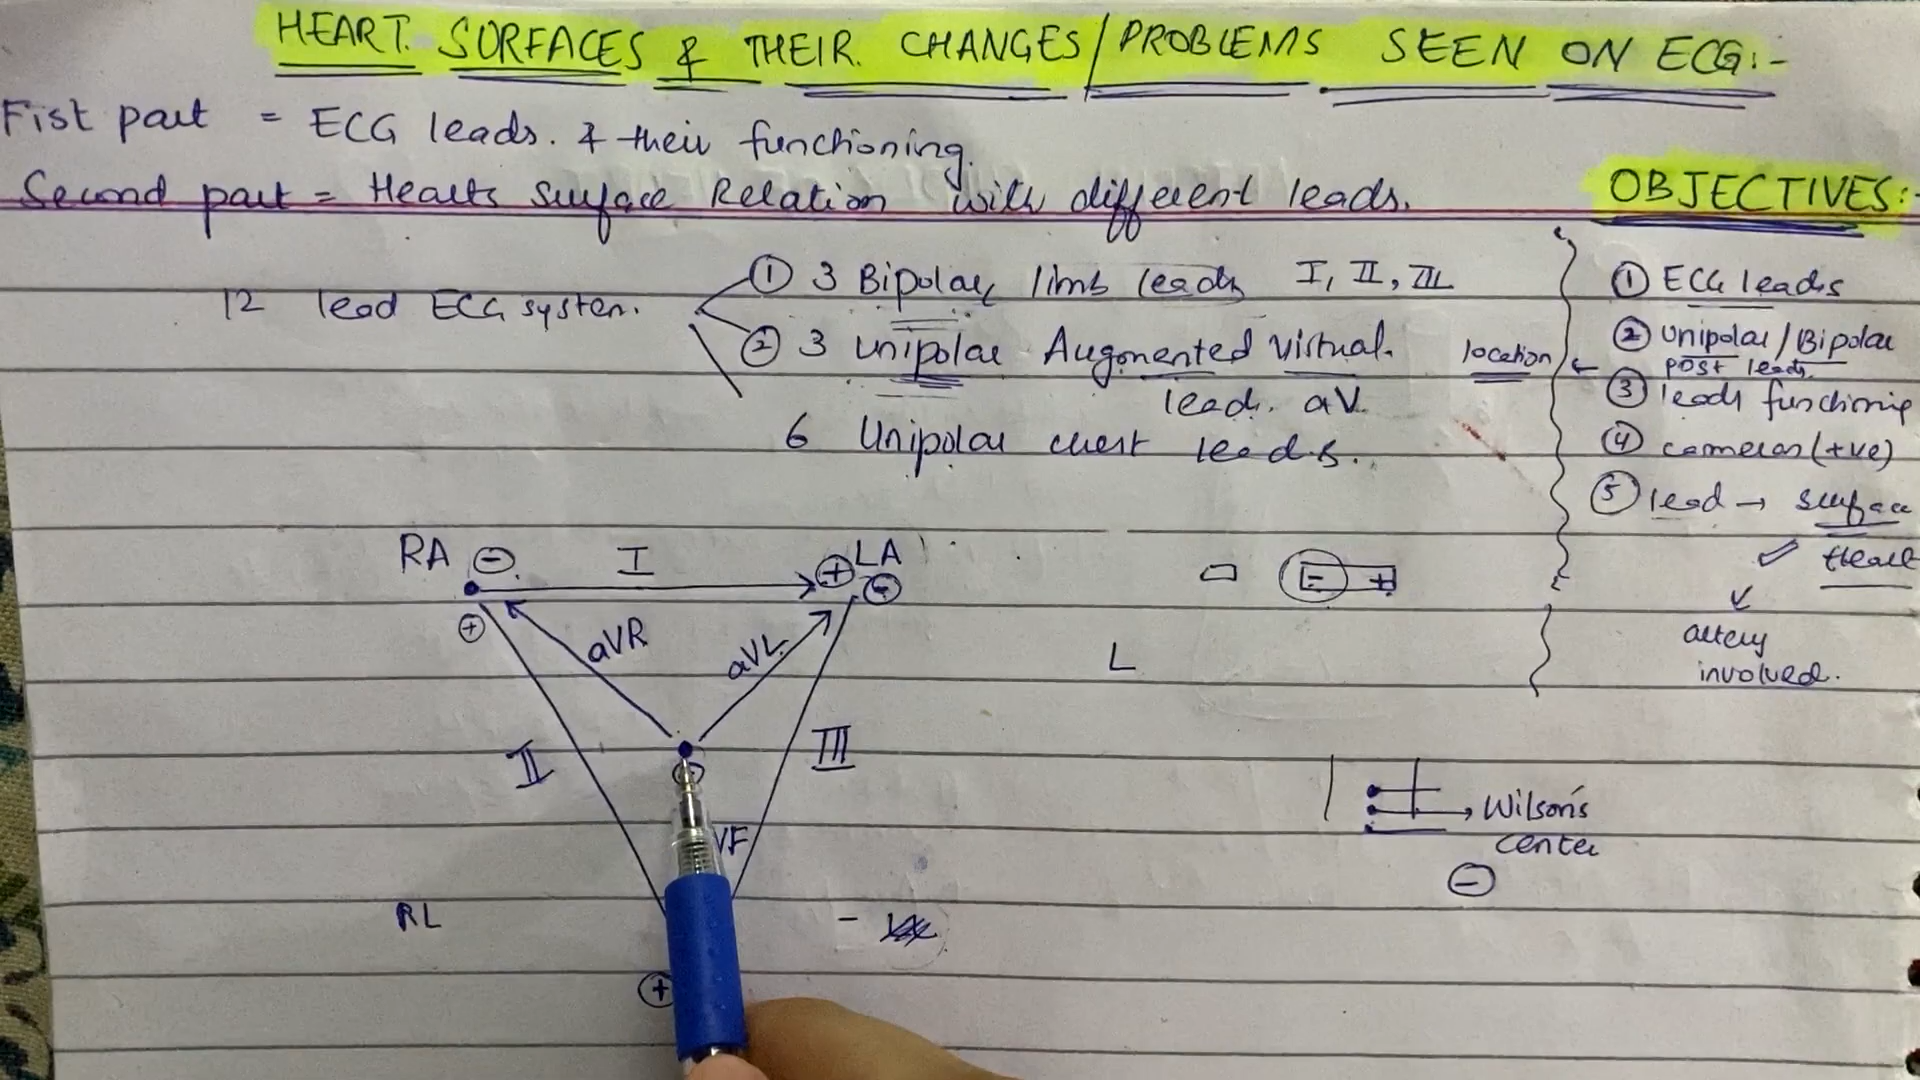 HEART. SURFACES & THEIR. CHANGES/PROBLEMS SEEN ON ECG:-
Fist part = ECG leads. & their functioning.
Second part = Hearts Surface Relation with different leads.
OBJECTIVES:-
12 lead ECG system.
① 3 Bipolar limb leads I, II, III
② 3 unipolar Augmented virtual.
lead. aV.
6 Unipolar chest leads.
location
① ECG leads
② Unipolar/Bipolar
post leads.
③ leads functioning
④ cameras (+ve)
⑤ lead → surface
Heart
artery
involved.
RA ⊖ I ⊕ LA
⊖
- +
⊕
aVR aVL
L
II III
VF
Wilson's
center
⊖
RL -
⊕